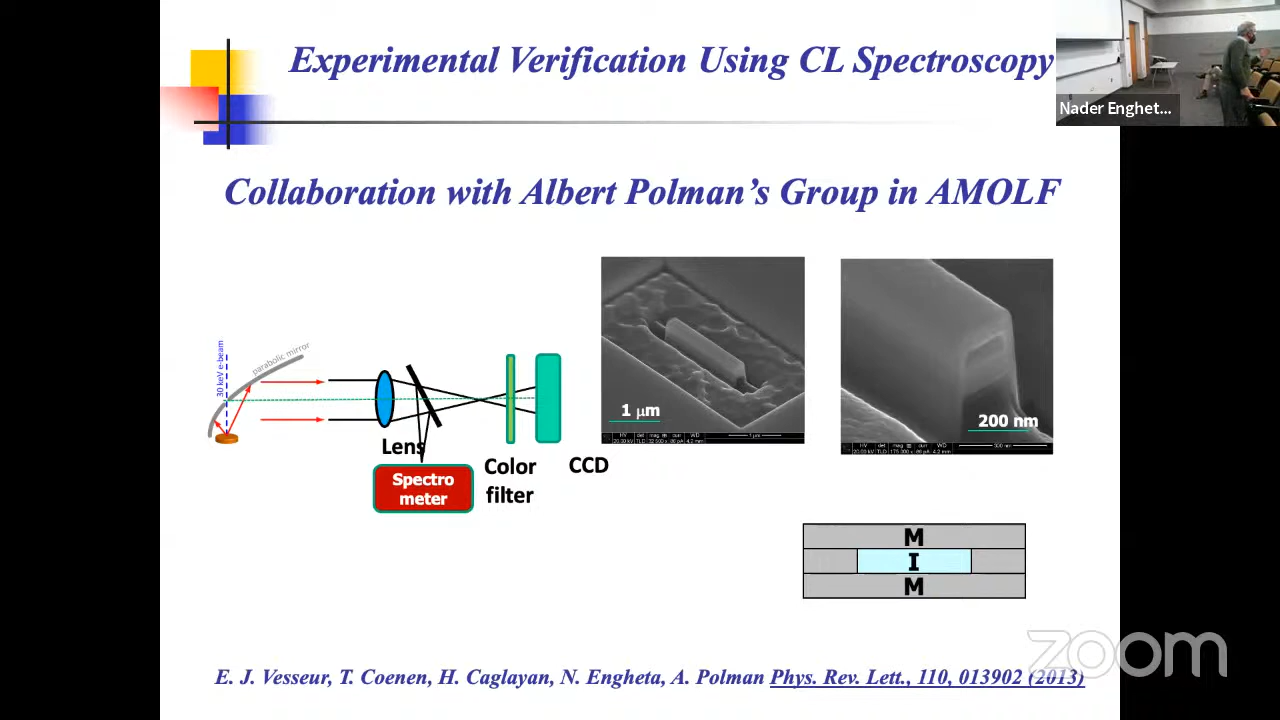 Experimental Verification Using CL Spectroscopy
Nader Enghet...
Collaboration with Albert Polman's Group in AMOLF
30 keV e-beam
parabolic mirror
Lens
Spectro
meter
Color
filter
CCD
1 μm
200 nm
M
I
M
zoom
E. J. Vesseur, T. Coenen, H. Caglayan, N. Engheta, A. Polman Phys. Rev. Lett., 110, 013902 (2013)